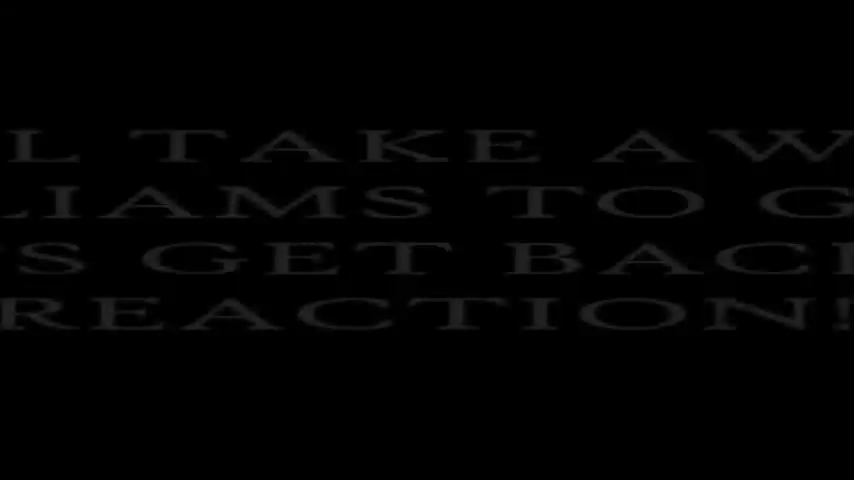 L TAKE AW
LIAMS TO G
'S GET BAC
REACTION!